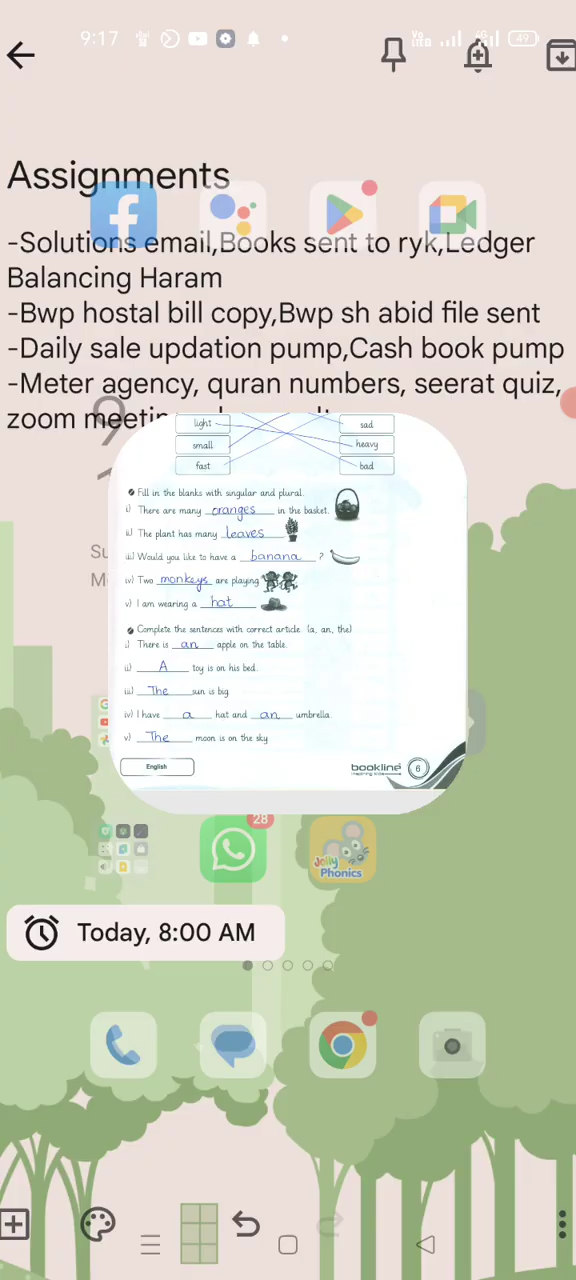 9:17
Vo
LTE
4G
49
Assignments
-Solutions email,Books sent to ryk,Ledger
Balancing Haram
-Bwp hostal bill copy,Bwp sh abid file sent
-Daily sale updation pump,Cash book pump
-Meter agency, quran numbers, seerat quiz,
zoom
light
sad
small
heavy
fast
bad
Fill in the blanks with singular and plural.
i) There are many oranges in the basket.
ii) The plant has many leaves
iii) Would you like to have a banana ?
iv) Two monkeys are playing
v) I am wearing a hat
Complete the sentences with correct article (a, an, the)
i) There is an apple on the table.
ii) A toy is on his bed.
iii) The sun is big
iv) I have a hat and an umbrella.
v) The moon is on the sky
English
bookline
6
28
Jolly
Phonics
Today, 8:00 AM